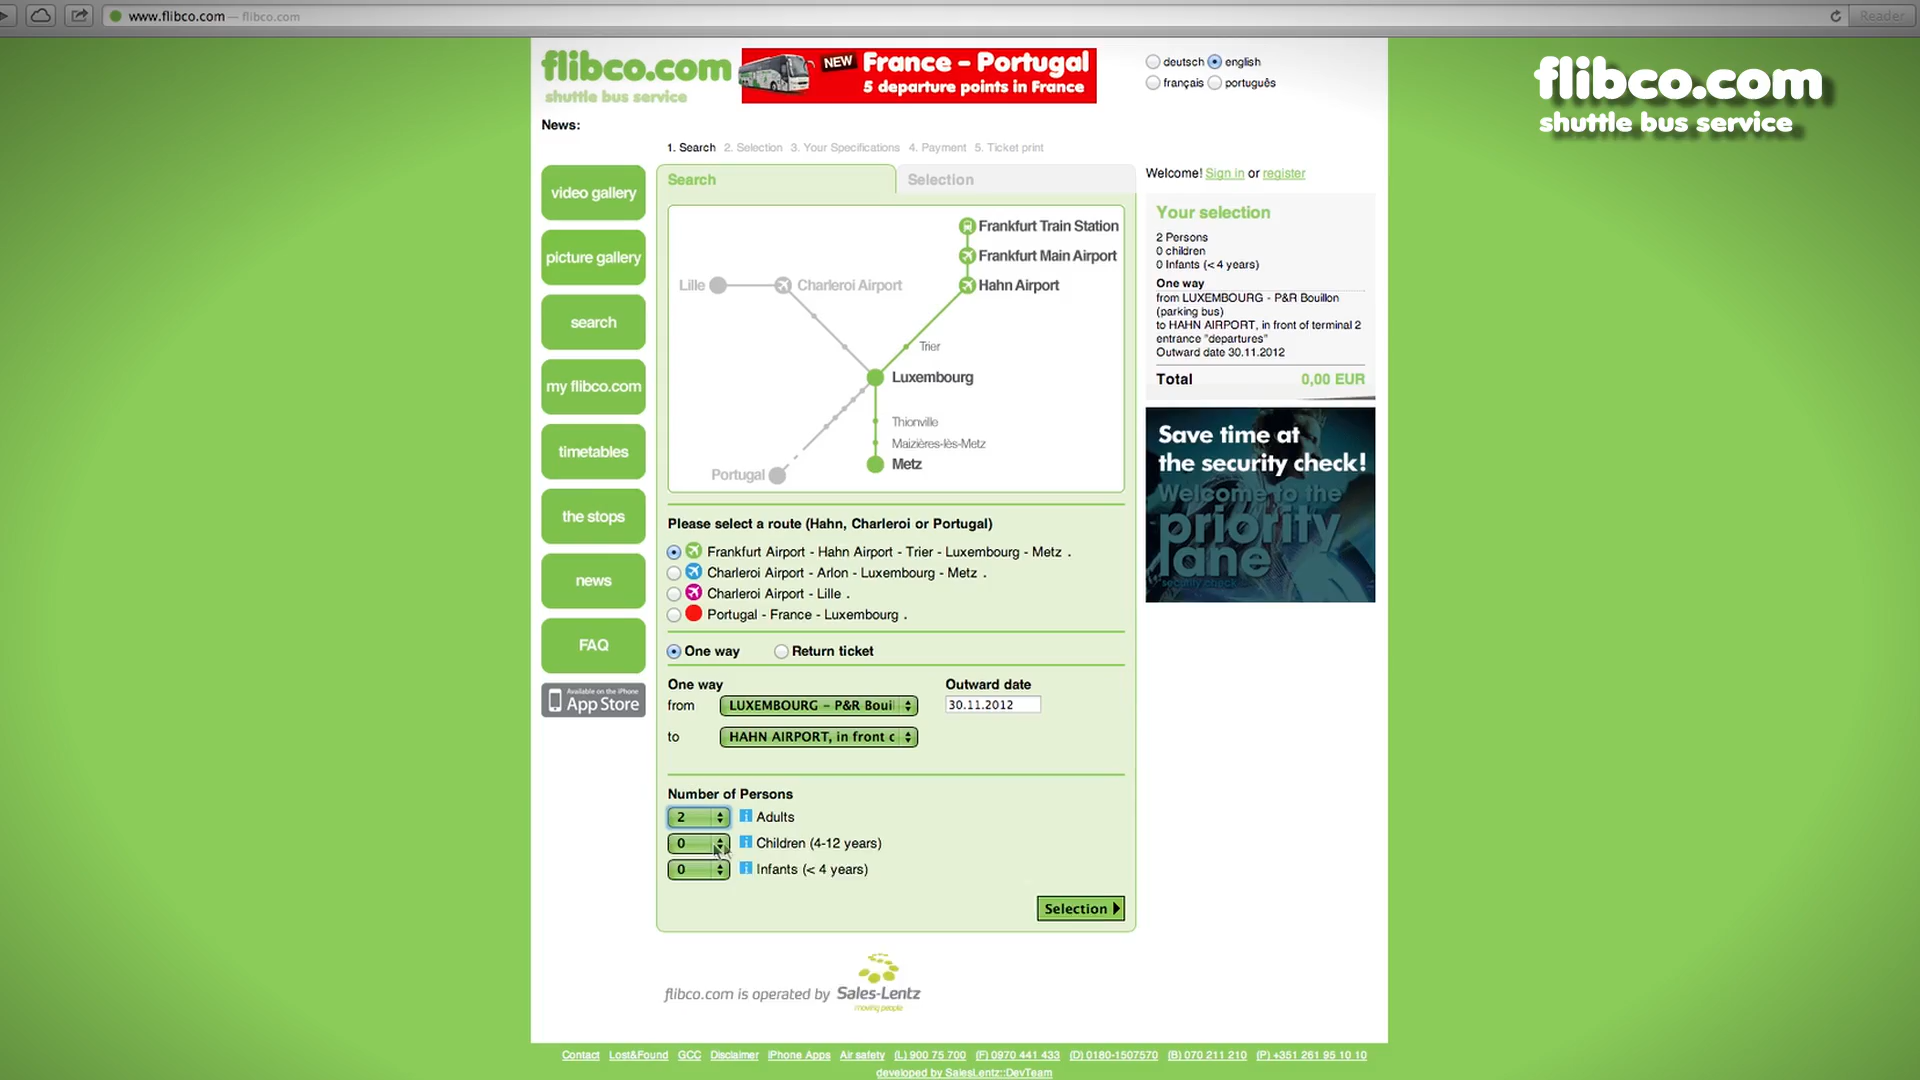 www.flibco.com — flibco.com
Reader
flibco.com
shuttle bus service
NEW
France - Portugal
5 departure points in France
deutsch
english
français
português
flibco.com
shuttle bus service
News:
1. Search 2. Selection 3. Your Specifications 4. Payment 5. Ticket print
video gallery
picture gallery
search
my flibco.com
timetables
the stops
news
FAQ
Available on the iPhone
App Store
Search
Selection
Frankfurt Train Station
Frankfurt Main Airport
Hahn Airport
Lille
Charleroi Airport
Trier
Luxembourg
Thionville
Maizières-lès-Metz
Metz
Portugal
Please select a route (Hahn, Charleroi or Portugal)
Frankfurt Airport - Hahn Airport - Trier - Luxembourg - Metz .
Charleroi Airport - Arlon - Luxembourg - Metz .
Charleroi Airport - Lille .
Portugal - France - Luxembourg .
One way
Return ticket
One way
Outward date
from
LUXEMBOURG - P&R Boui
30.11.2012
to
HAHN AIRPORT, in front o
Number of Persons
2
Adults
0
Children (4-12 years)
0
Infants (< 4 years)
Selection
Welcome! Sign in or register
Your selection
2 Persons
0 children
0 Infants (< 4 years)
One way
from LUXEMBOURG - P&R Bouillon
(parking bus)
to HAHN AIRPORT, in front of terminal 2
entrance "departures"
Outward date 30.11.2012
Total 0,00 EUR
Save time at
the security check!
Welcome to the
priority
lane
security check
flibco.com is operated by
Sales-Lentz
moving people
Contact Lost&Found GCC Disclaimer iPhone Apps Air safety (L) 900 75 700 (F) 0970 441 433 (D) 0180-1507570 (B) 070 211 210 (P) +351 261 95 10 10
developed by SalesLentz::DevTeam